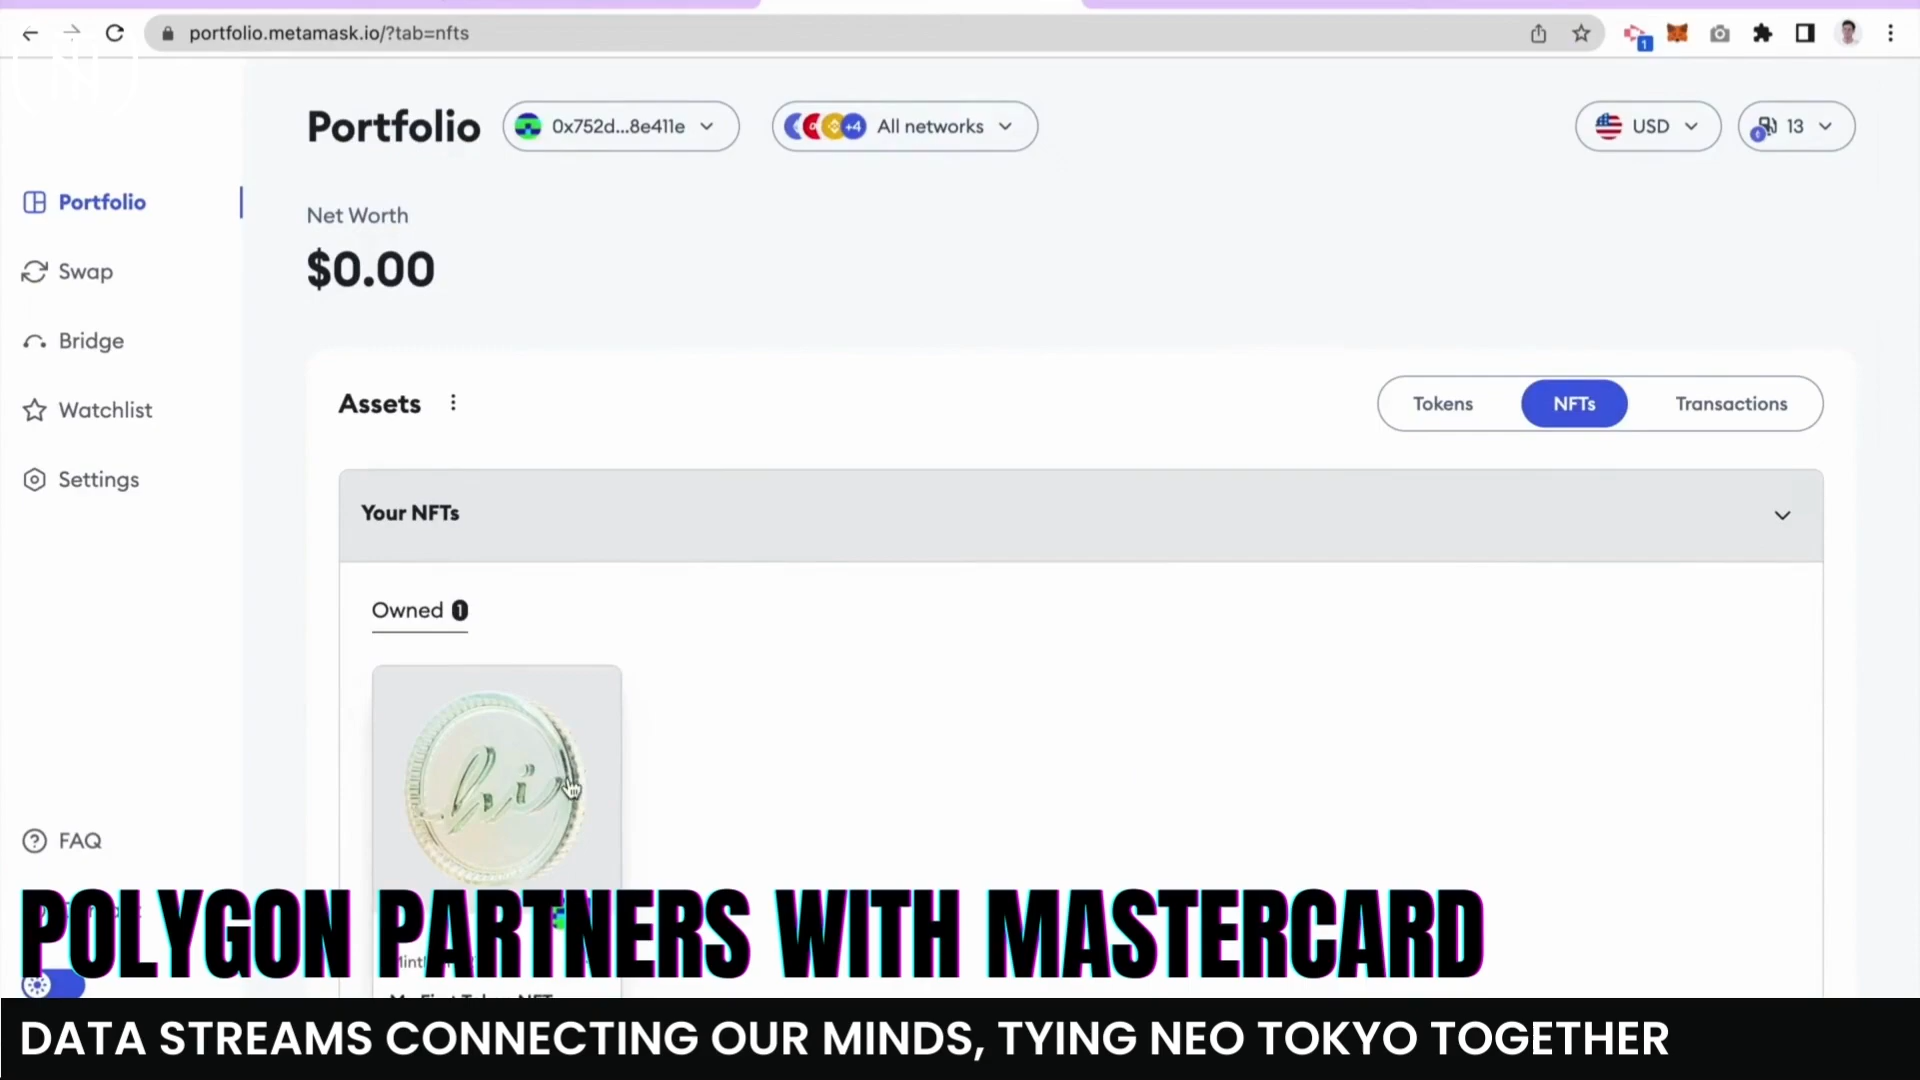 portfolio.metamask.io/?tab=nfts
1
Portfolio
0x752d...8e411e
+4
All networks
USD
13
Portfolio
Net Worth
$0.00
Swap
Bridge
Watchlist
Settings
Assets
Tokens
NFTs
Transactions
Your NFTs
Owned 1
hi
FAQ
POLYGON PARTNERS WITH MASTERCARD
DATA STREAMS CONNECTING OUR MINDS, TYING NEO TOKYO TOGETHER